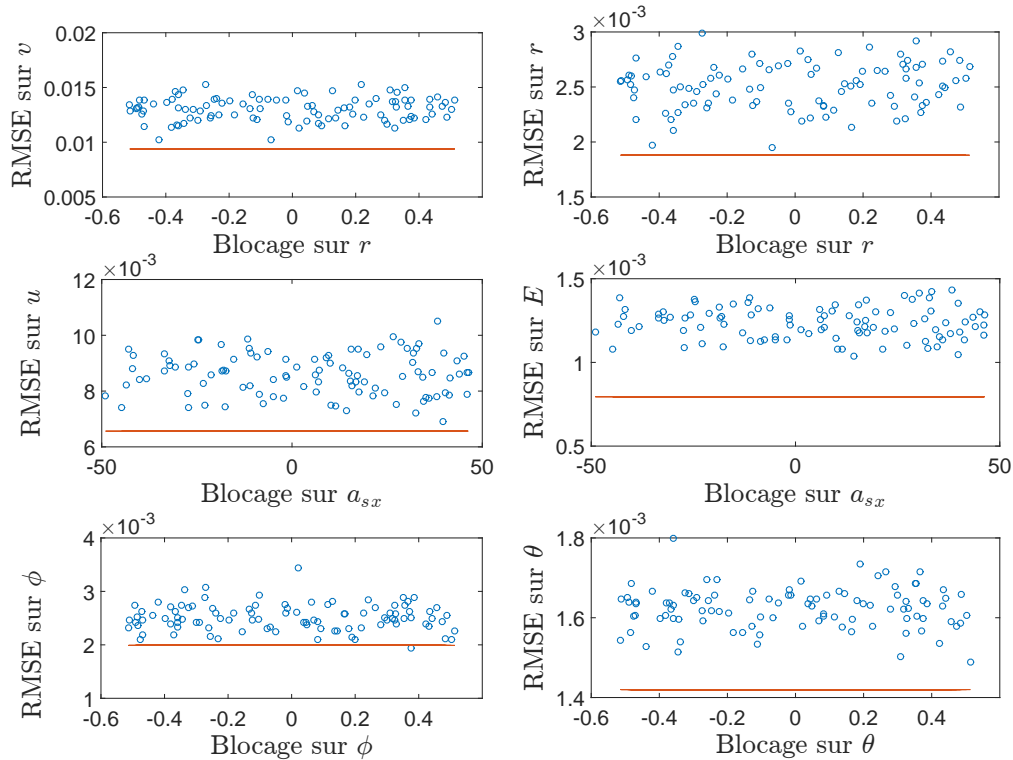 RMSE sur v
0.02
0.015
0.01
0.005
-0.6 -0.4 -0.2 0 0.2 0.4
Blocage sur r
×10-3
RMSE sur r
3
2.5
2
1.5
-0.6 -0.4 -0.2 0 0.2 0.4
Blocage sur r
×10-3
RMSE sur u
12
10
8
6
-50 0 50
Blocage sur asx
×10-3
RMSE sur E
1.5
1
0.5
-50 0 50
Blocage sur asx
×10-3
RMSE sur ϕ
4
3
2
1
-0.6 -0.4 -0.2 0 0.2 0.4
Blocage sur ϕ
×10-3
RMSE sur θ
1.8
1.6
1.4
-0.6 -0.4 -0.2 0 0.2 0.4
Blocage sur θ